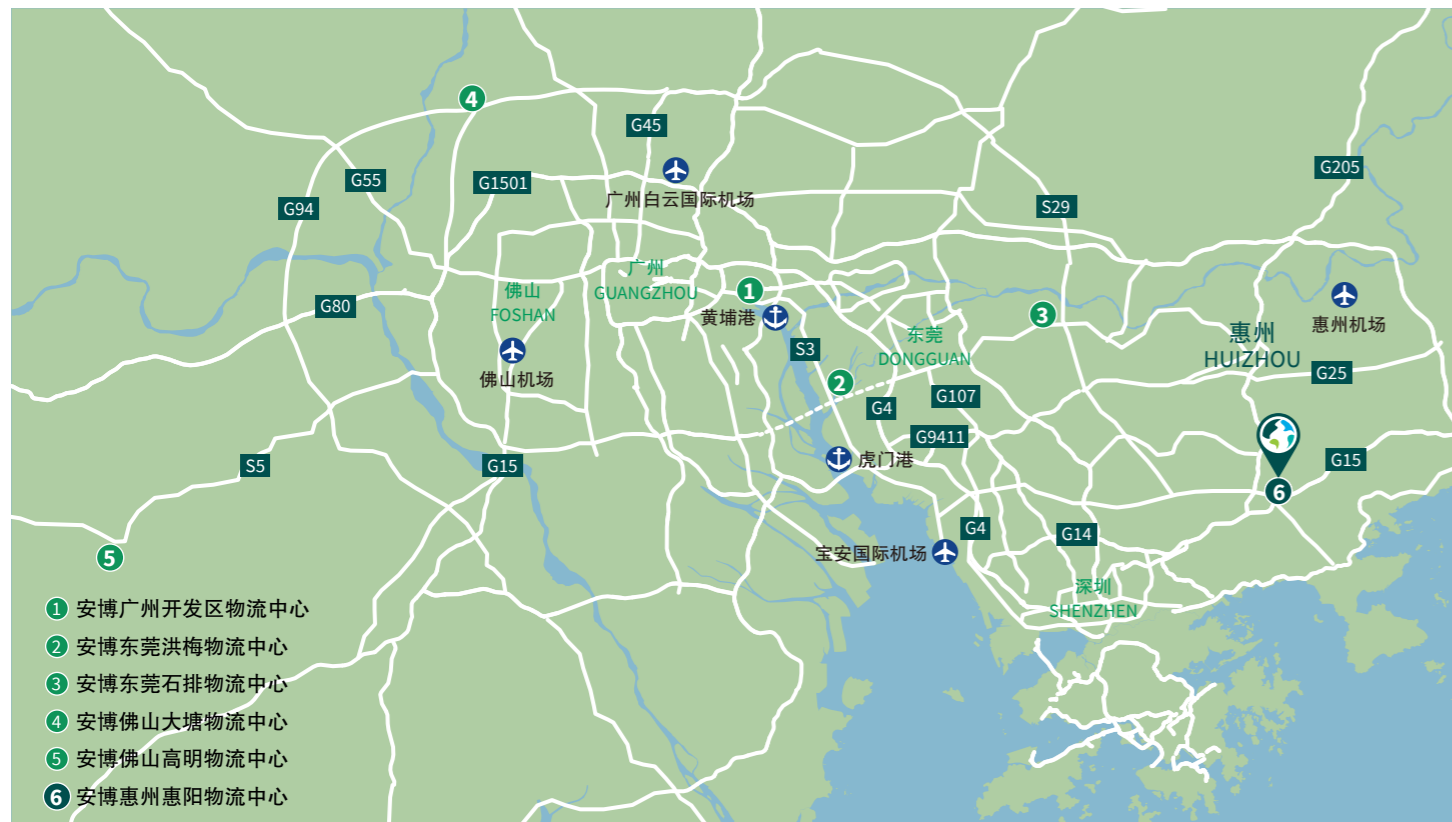 4
G45
G205
G55
G1501
广州白云国际机场
G94
S29
广州
GUANGZHOU
佛山
FOSHAN
1
G80
黄埔港
3
惠州机场
东莞
DONGGUAN
惠州
HUIZHOU
S3
佛山机场
2
G25
G4
G107
G9411
虎门港
S5
G15
G15
6
G4
G14
宝安国际机场
5
深圳
SHENZHEN
1 安博广州开发区物流中心
2 安博东莞洪梅物流中心
3 安博东莞石排物流中心
4 安博佛山大塘物流中心
5 安博佛山高明物流中心
6 安博惠州惠阳物流中心